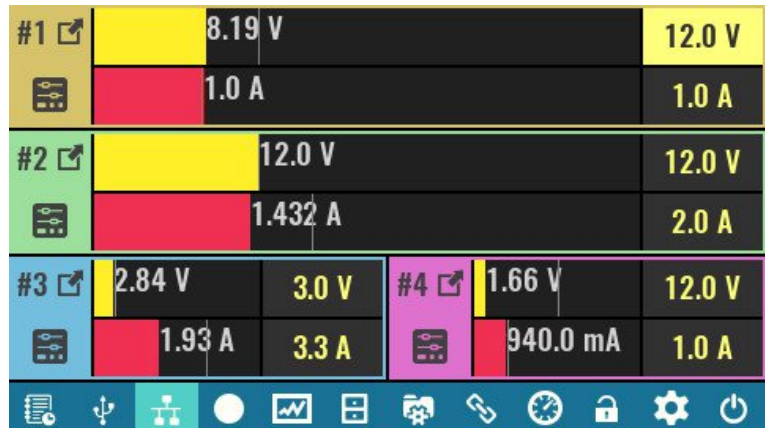 #1 8.19 V 12.0 V
1.0 A 1.0 A
#2 12.0 V 12.0 V
1.432 A 2.0 A
#3 2.84 V 3.0 V #4 1.66 V 12.0 V
1.93 A 3.3 A 940.0 mA 1.0 A